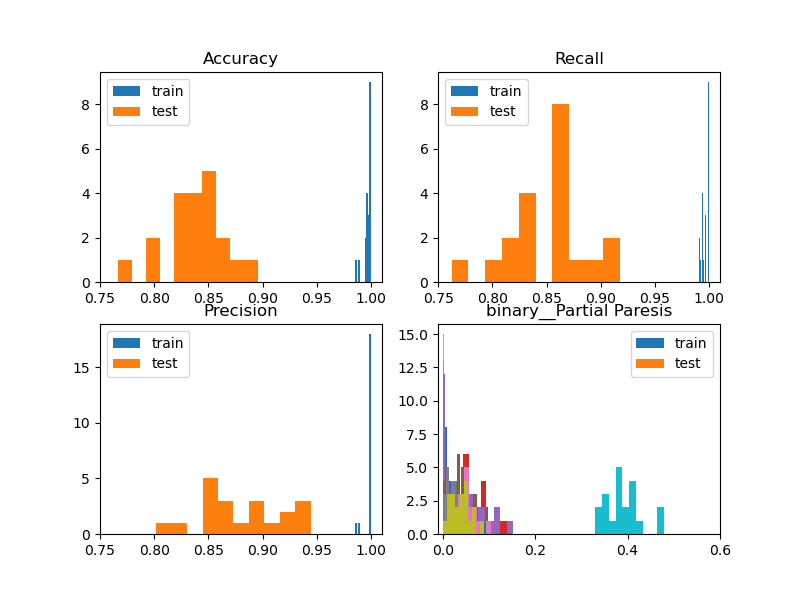 Accuracy
train
test
8
6
4
2
0
0.75 0.80 0.85 0.90 0.95 1.00
Recall
train
test
8
6
4
2
0
0.75 0.80 0.85 0.90 0.95 1.00
Precision
train
test
15
10
5
0
0.75 0.80 0.85 0.90 0.95 1.00
binary__Partial Paresis
train
test
15.0
12.5
10.0
7.5
5.0
2.5
0.0
0.0 0.2 0.4 0.6